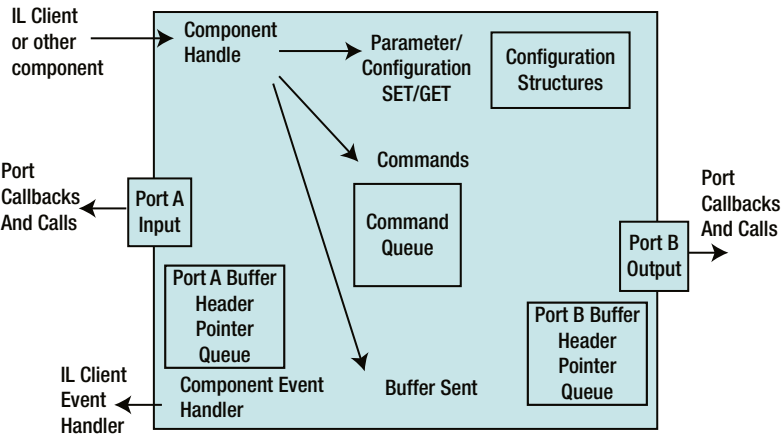 IL Client
or other
component
Component
Handle
Parameter/
Configuration
SET/GET
Configuration
Structures
Commands
Command
Queue
Port
Callbacks
And Calls
Port A
Input
Port
Callbacks
And Calls
Port B
Output
Port A Buffer
Header
Pointer
Queue
Port B Buffer
Header
Pointer
Queue
IL Client
Event
Handler
Component Event
Handler
Buffer Sent